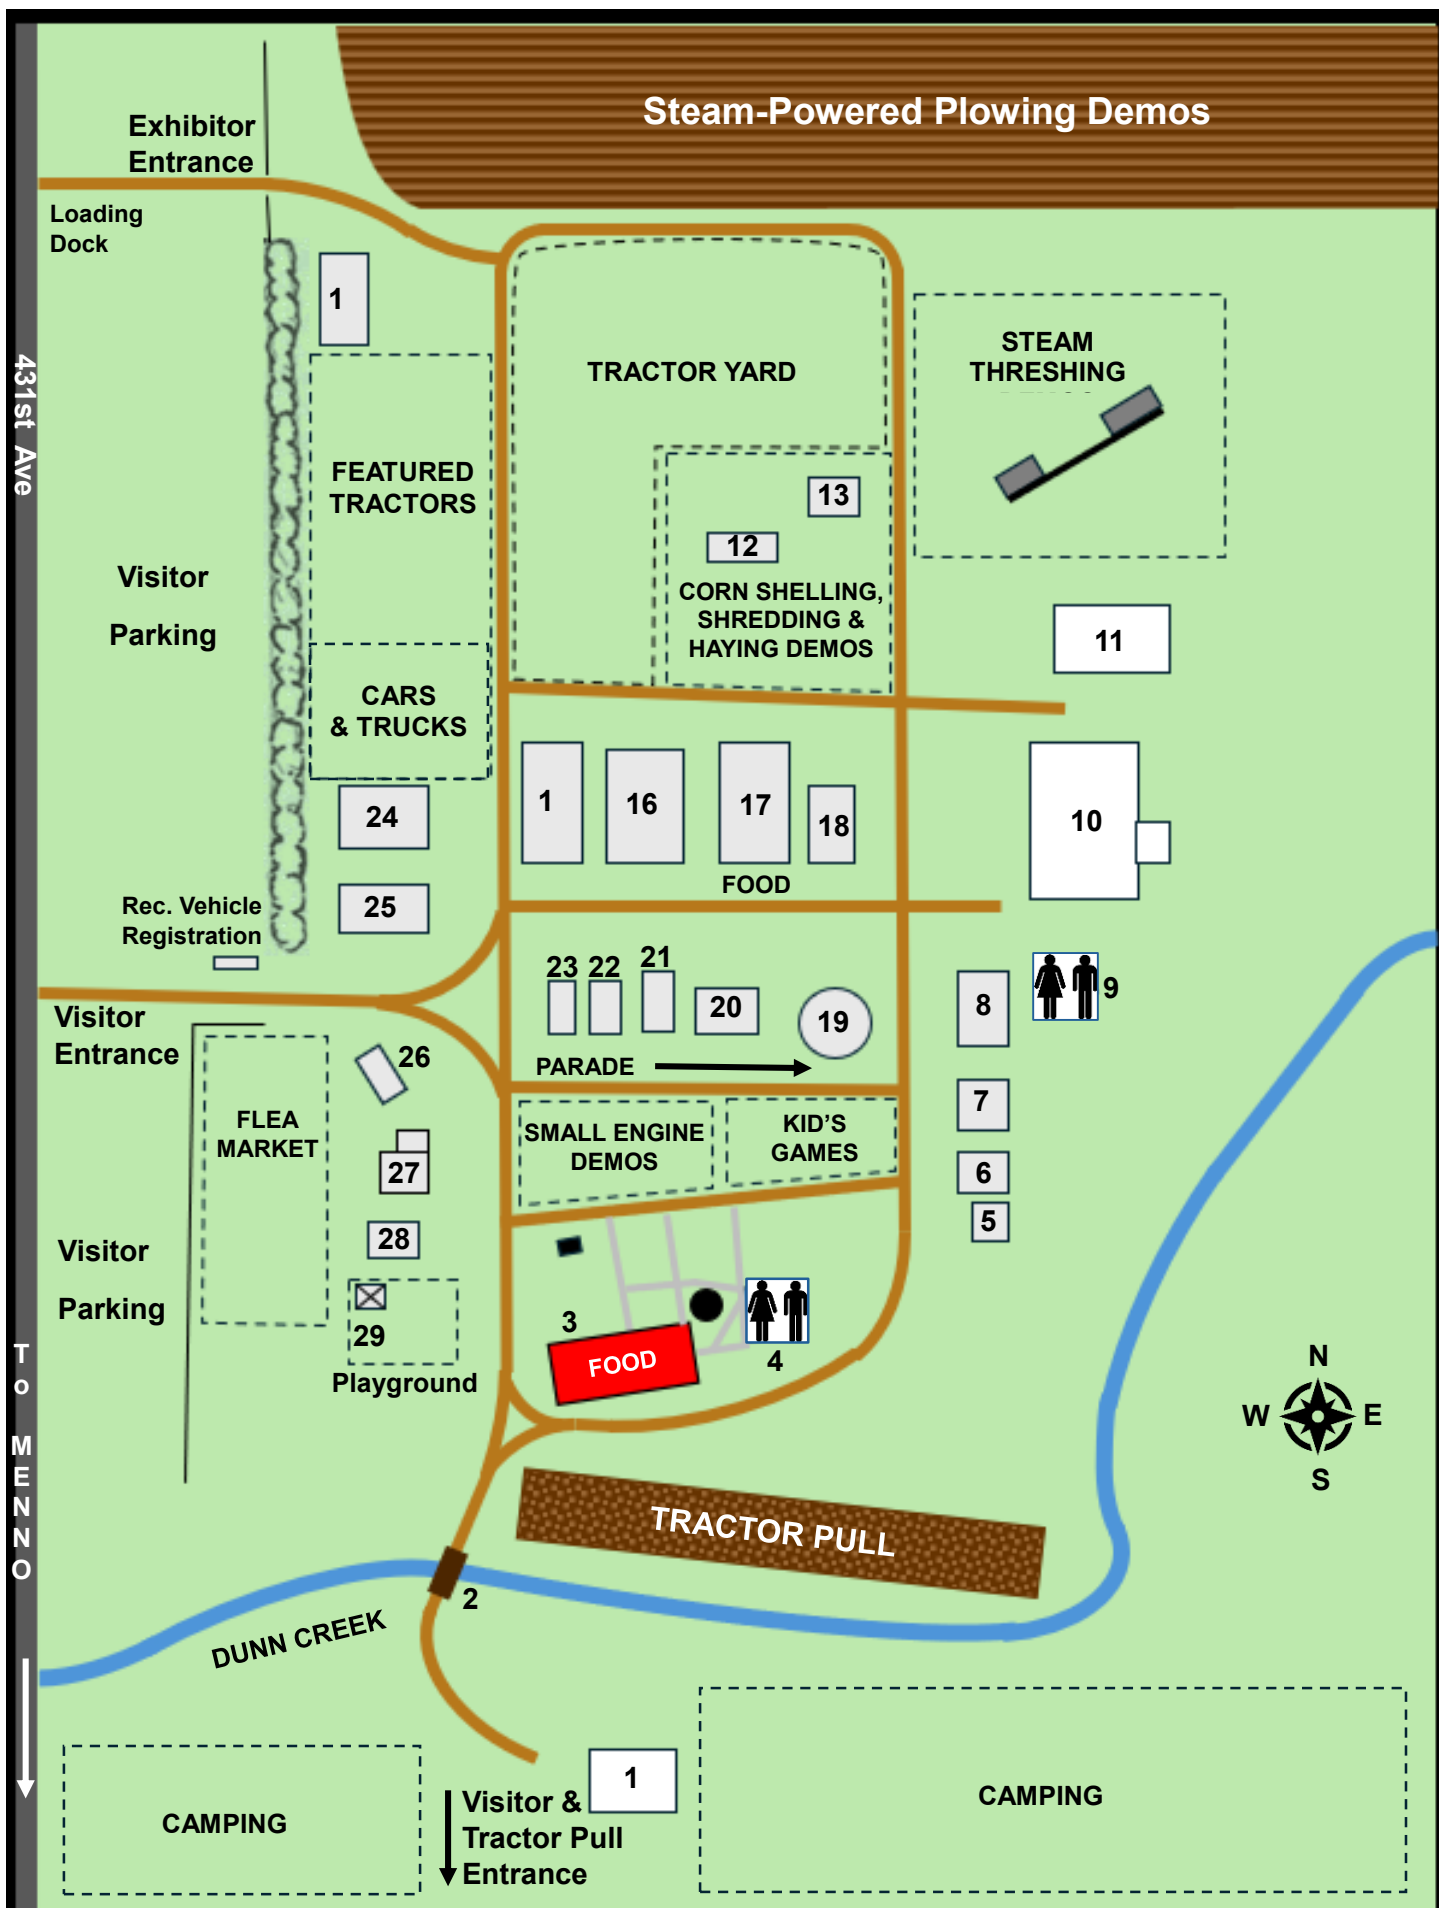 Steam-Powered Plowing Demos
Exhibitor
Entrance
Loading
Dock
1
431st Ave
TRACTOR YARD
STEAM
THRESHING
FEATURED
TRACTORS
13
12
CORN SHELLING,
SHREDDING &
HAYING DEMOS
Visitor
Parking
11
CARS
& TRUCKS
24
1
16
17
18
10
FOOD
25
Rec. Vehicle
Registration
23
22
21
20
19
8
9
Visitor
Entrance
26
PARADE
7
FLEA
MARKET
SMALL ENGINE
DEMOS
KID'S
GAMES
27
6
5
28
Visitor
Parking
29
Playground
3
FOOD
4
N
W
E
S
To MENNO
TRACTOR PULL
2
DUNN CREEK
1
Visitor &
Tractor Pull
Entrance
CAMPING
CAMPING